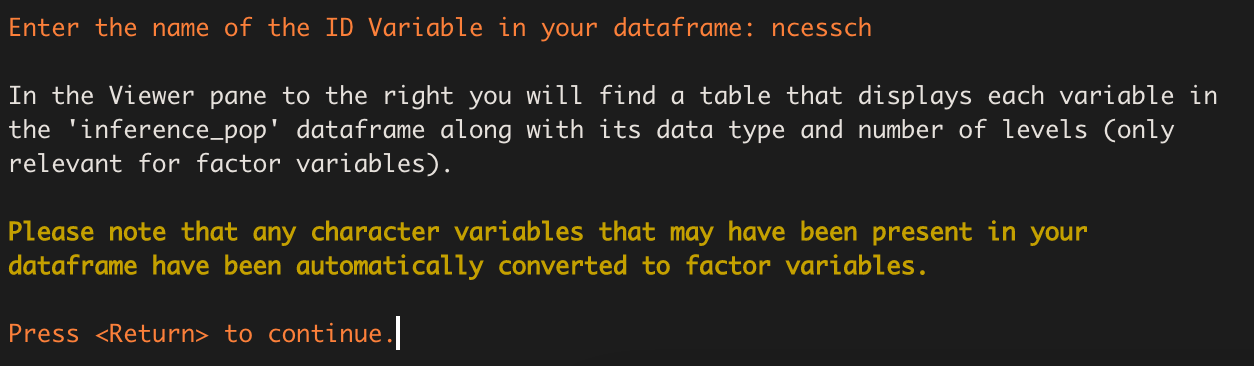 Enter the name of the ID Variable in your dataframe: ncessch
In the Viewer pane to the right you will find a table that displays each variable in
the 'inference_pop' dataframe along with its data type and number of levels (only
relevant for factor variables).
Please note that any character variables that may have been present in your
dataframe have been automatically converted to factor variables.
Press <Return> to continue.